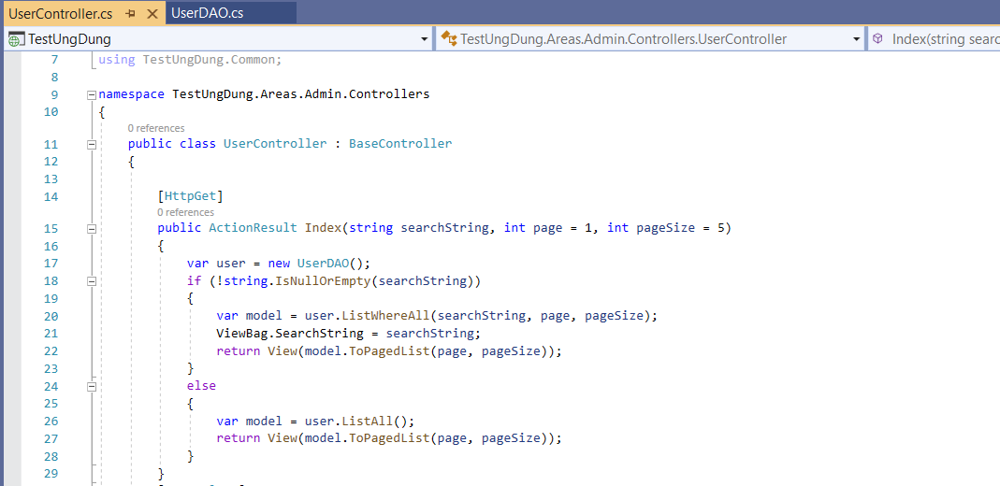 UserController.cs
UserDAO.cs
TestUngDung
TestUngDung.Areas.Admin.Controllers.UserController
Index(string searc
7 using TestUngDung.Common;
8
9 namespace TestUngDung.Areas.Admin.Controllers
10 {
0 references
11 public class UserController : BaseController
12 {
13
14 [HttpGet]
0 references
15 public ActionResult Index(string searchString, int page = 1, int pageSize = 5)
16 {
17 var user = new UserDAO();
18 if (!string.IsNullOrEmpty(searchString))
19 {
20 var model = user.ListWhereAll(searchString, page, pageSize);
21 ViewBag.SearchString = searchString;
22 return View(model.ToPagedList(page, pageSize));
23 }
24 else
25 {
26 var model = user.ListAll();
27 return View(model.ToPagedList(page, pageSize));
28 }
29 }